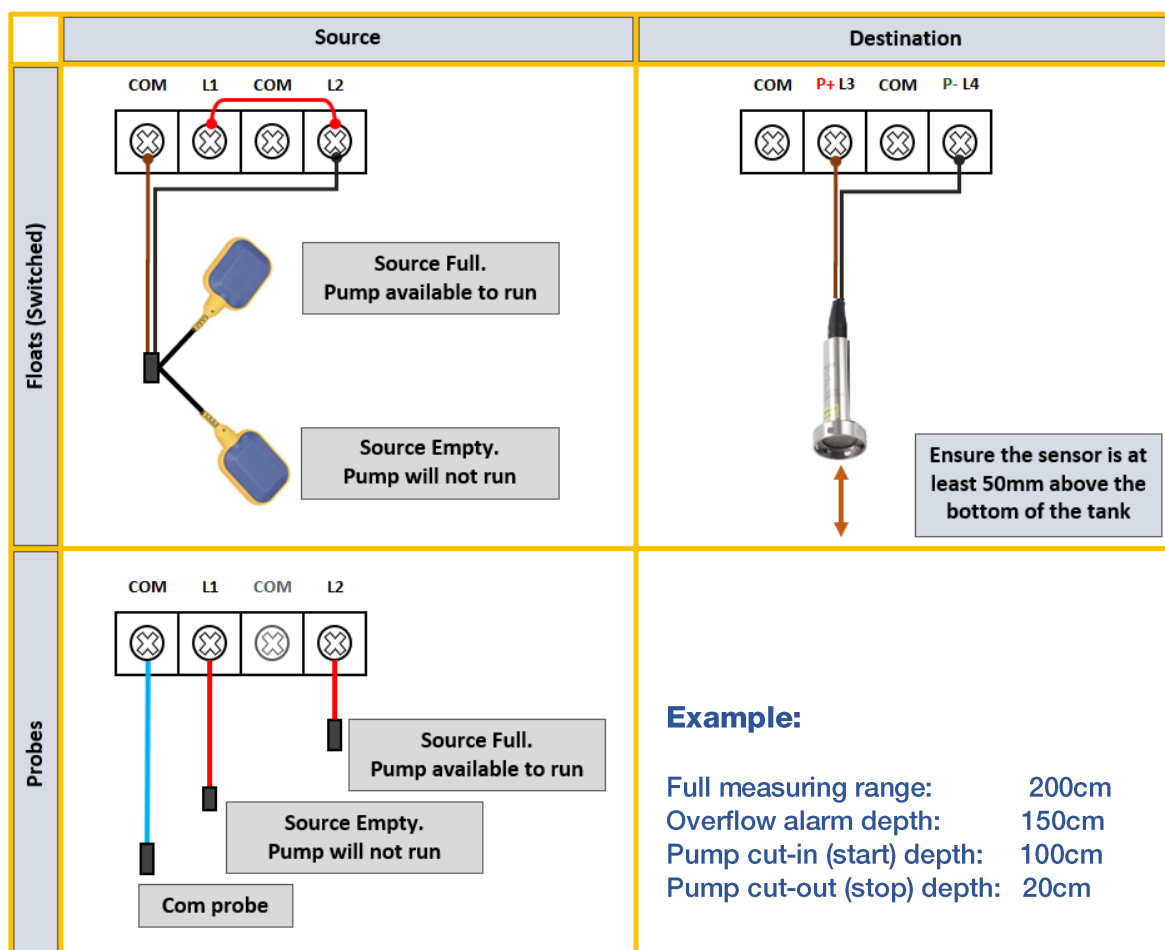 Source
Destination
Floats (Switched)
COM L1 COM L2
Source Full.
Pump available to run
Source Empty.
Pump will not run
COM P+ L3 COM P- L4
Ensure the sensor is at
least 50mm above the
bottom of the tank
Probes
COM L1 COM L2
Source Full.
Pump available to run
Source Empty.
Pump will not run
Com probe
Example:
Full measuring range: 200cm
Overflow alarm depth: 150cm
Pump cut-in (start) depth: 100cm
Pump cut-out (stop) depth: 20cm